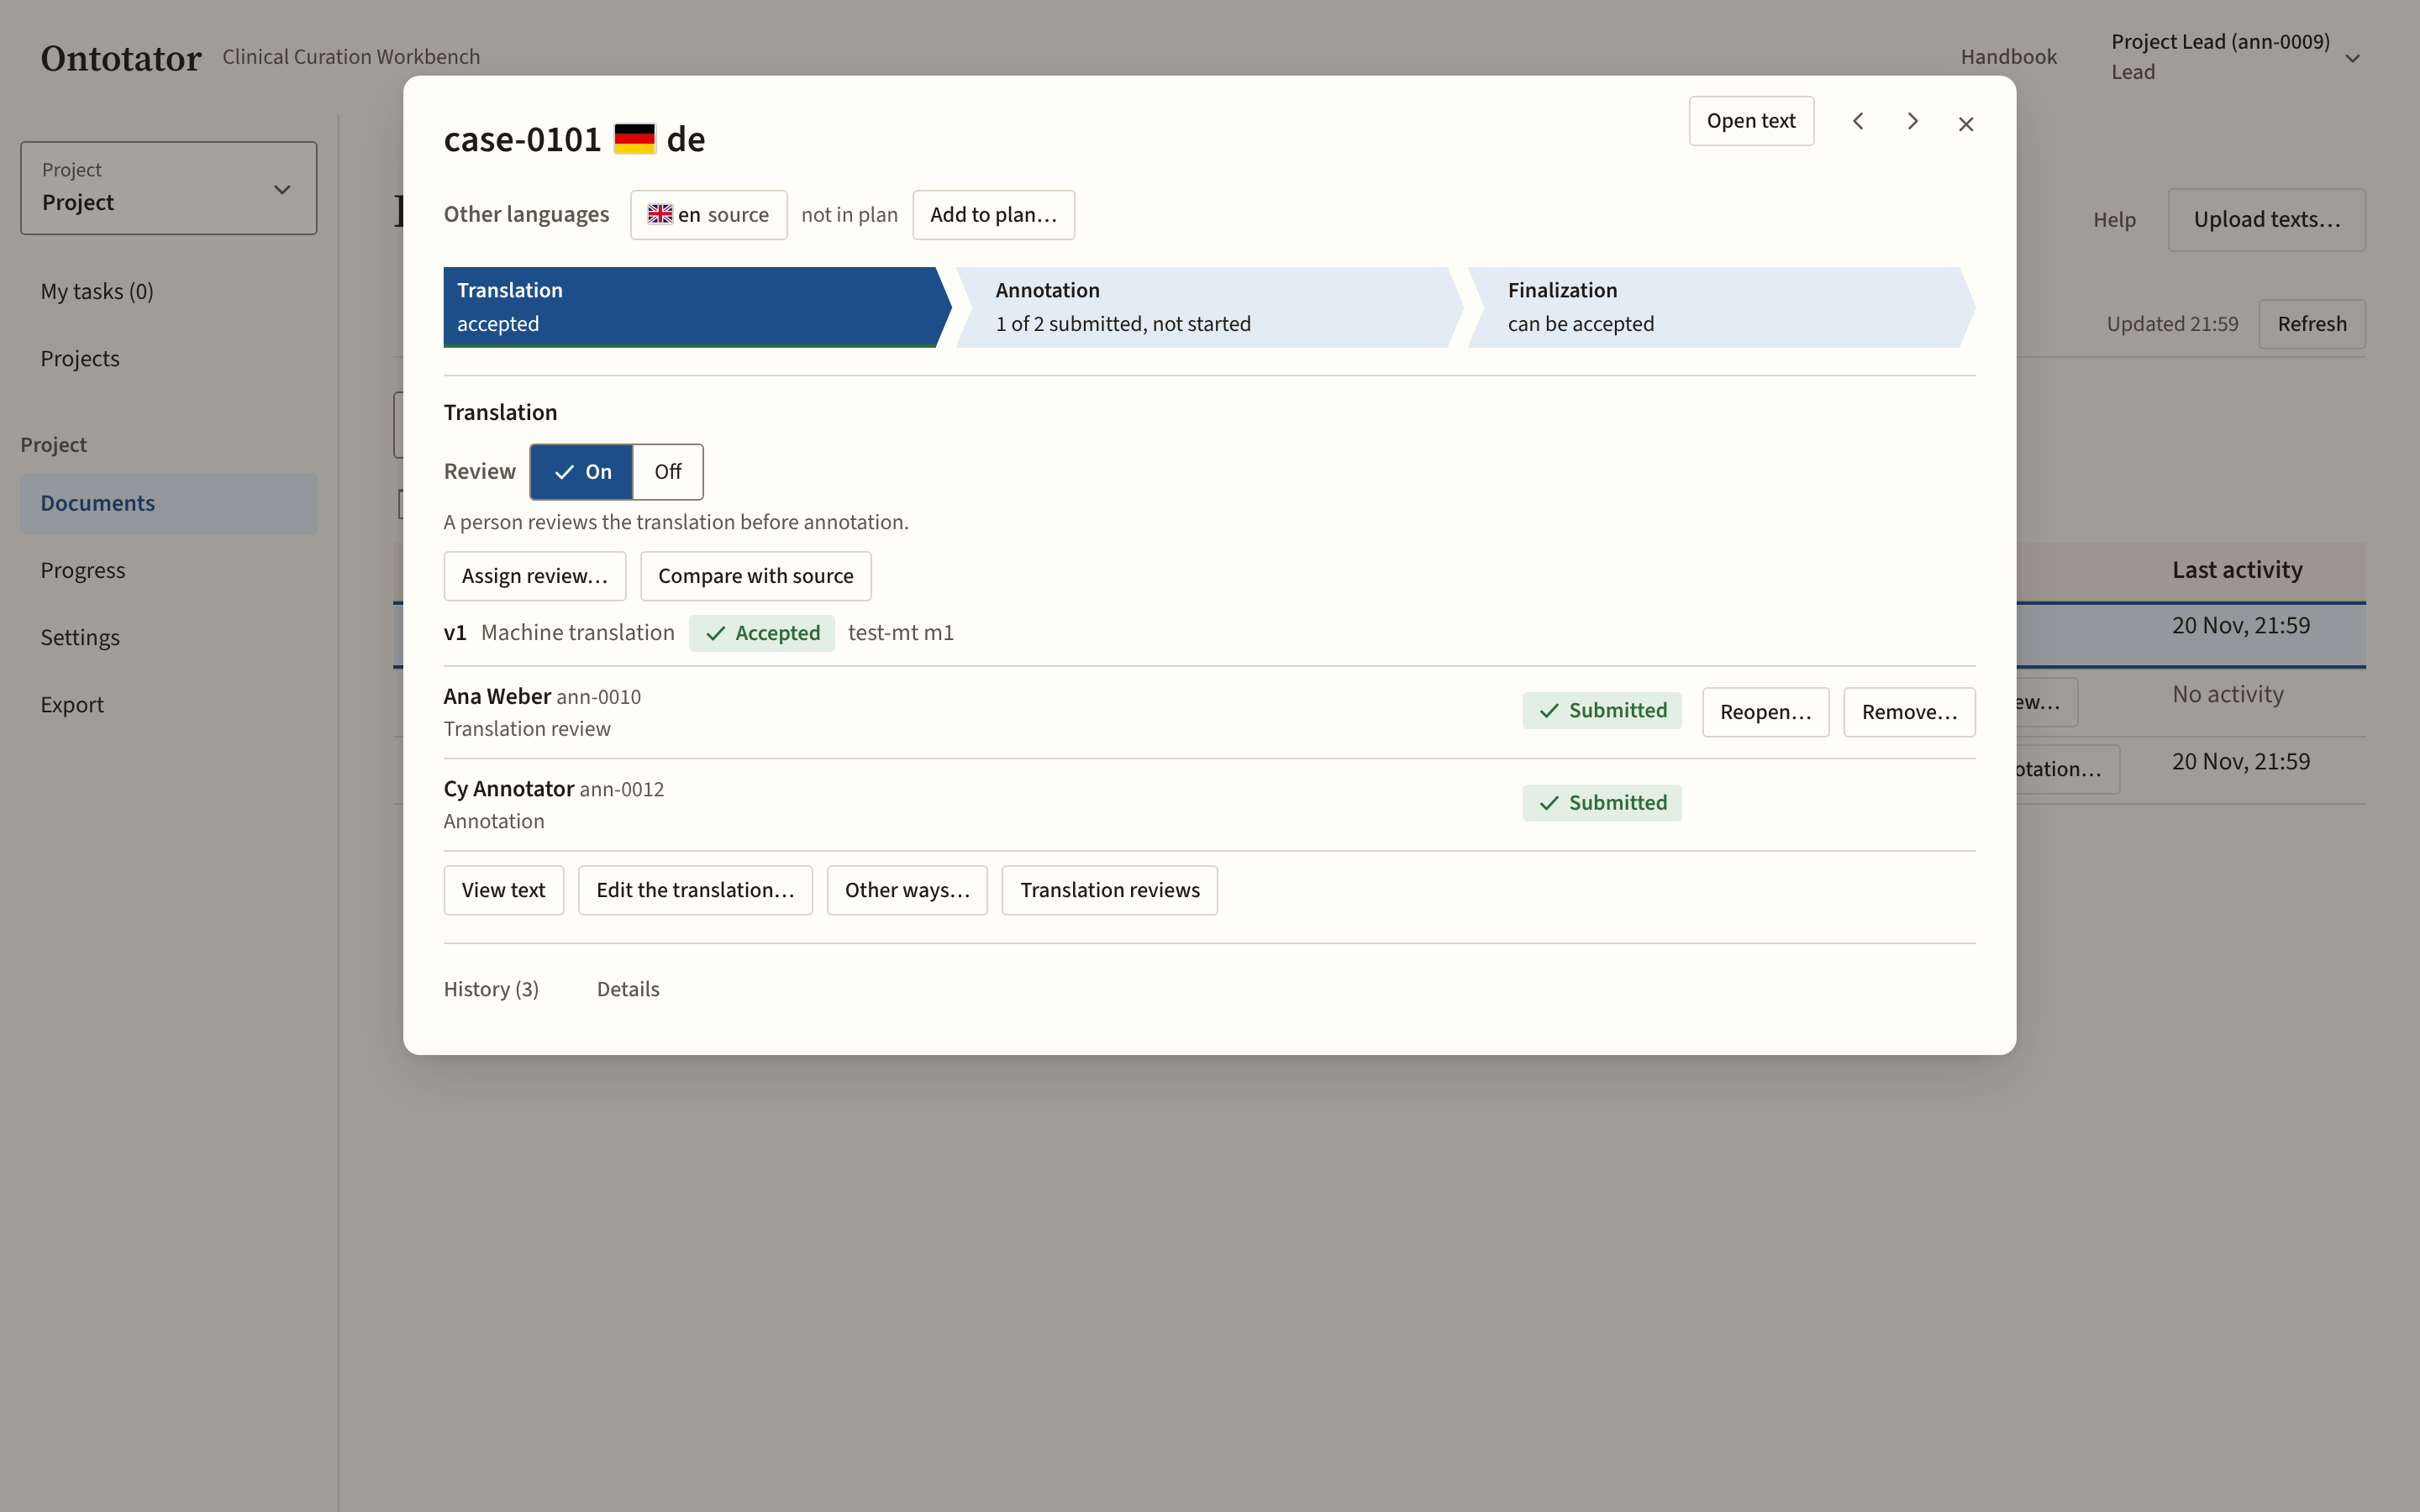 Ontotator Clinical Curation Workbench
Handbook
Project Lead (ann-0009)
Lead
Project
Project
My tasks (0)
Projects
Project
Documents
Progress
Settings
Export
Help
Upload texts…
Updated 21:59
Refresh
Last activity
20 Nov, 21:59
No activity
20 Nov, 21:59
case-0101 de
Open text
Other languages en source not in plan Add to plan…
Translation
accepted
Annotation
1 of 2 submitted, not started
Finalization
can be accepted
Translation
Review On Off
A person reviews the translation before annotation.
Assign review… Compare with source
v1 Machine translation Accepted test-mt m1
Ana Weber ann-0010
Translation review
Submitted Reopen… Remove…
Cy Annotator ann-0012
Annotation
Submitted
View text Edit the translation… Other ways… Translation reviews
History (3) Details